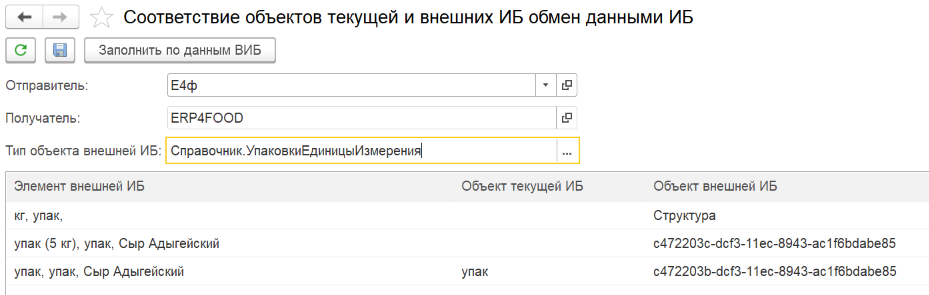 Соответствие объектов текущей и внешних ИБ обмен данными ИБ
Заполнить по данным ВИБ
Отправитель: Е4ф
Получатель: ERP4FOOD
Тип объекта внешней ИБ: Справочник.УпаковкиЕдиницыИзмерения ...
Элемент внешней ИБ Объект текущей ИБ Объект внешней ИБ
кг, упак, Структура
упак (5 кг), упак, Сыр Адыгейский c472203c-dcf3-11ec-8943-ac1f6bdabe85
упак, упак, Сыр Адыгейский упак c472203b-dcf3-11ec-8943-ac1f6bdabe85